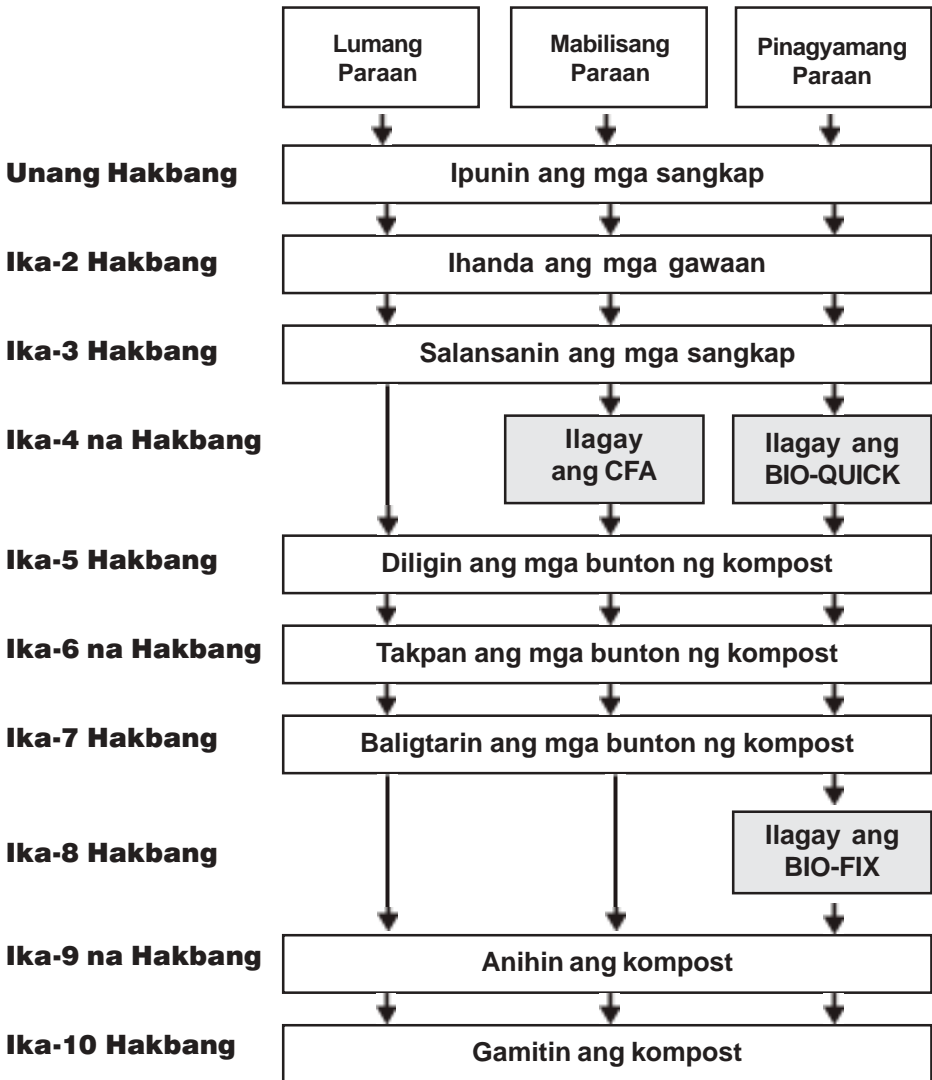 Lumang
Paraan
Mabilisang
Paraan
Pinagyamang
Paraan
Unang Hakbang
Ipunin ang mga sangkap
Ika-2 Hakbang
Ihanda ang mga gawaan
Ika-3 Hakbang
Salansanin ang mga sangkap
Ika-4 na Hakbang
Ilagay
ang CFA
Ilagay ang
BIO-QUICK
Ika-5 Hakbang
Diligin ang mga bunton ng kompost
Ika-6 na Hakbang
Takpan ang mga bunton ng kompost
Ika-7 Hakbang
Baligtarin ang mga bunton ng kompost
Ika-8 Hakbang
Ilagay ang
BIO-FIX
Ika-9 na Hakbang
Anihin ang kompost
Ika-10 Hakbang
Gamitin ang kompost